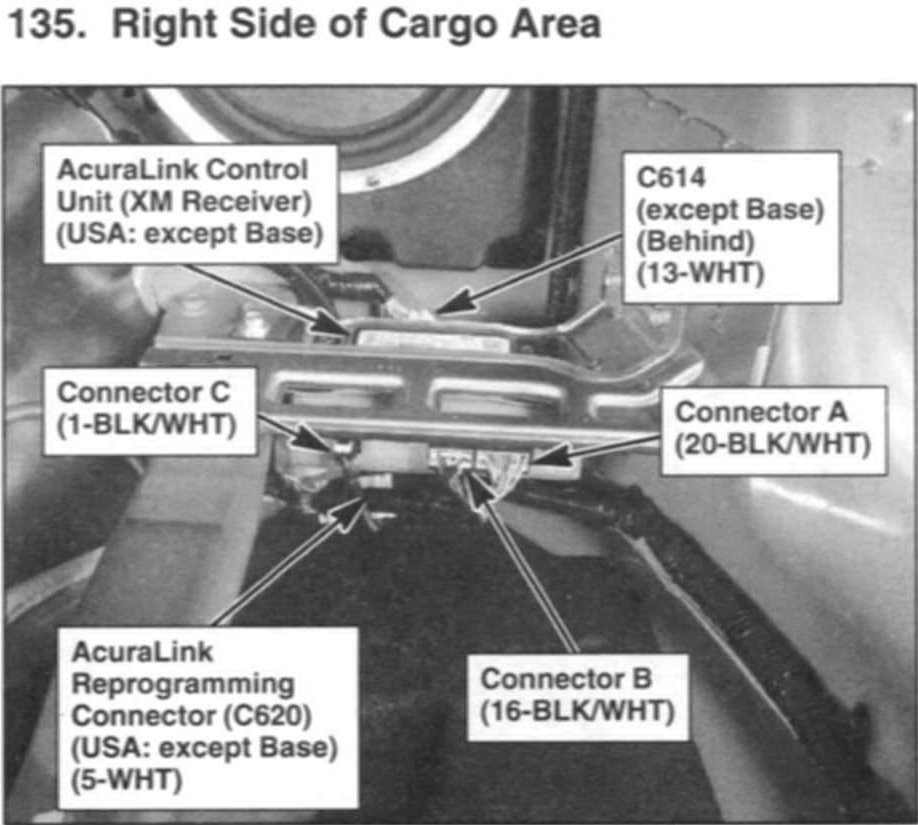 135. Right Side of Cargo Area
AcuraLink Control
Unit (XM Receiver)
(USA: except Base)
C614
(except Base)
(Behind)
(13-WHT)
Connector C
(1-BLK/WHT)
Connector A
(20-BLK/WHT)
AcuraLink
Reprogramming
Connector (C620)
(USA: except Base)
(5-WHT)
Connector B
(16-BLK/WHT)